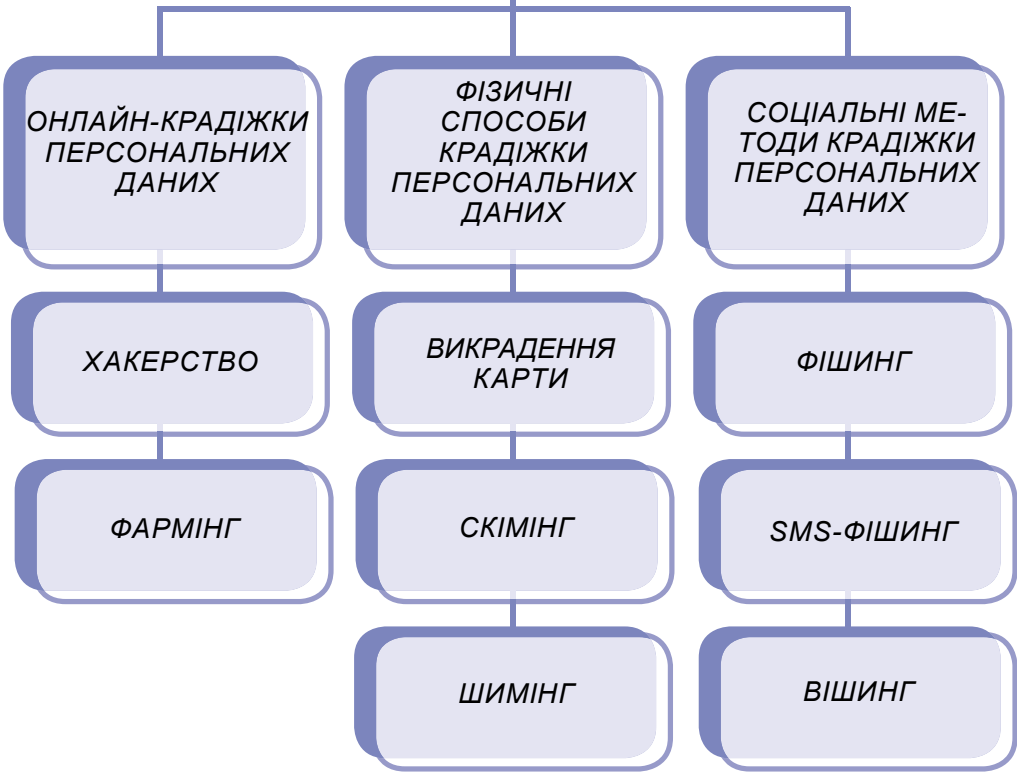 ОНЛАЙН-КРАДІЖКИ
ПЕРСОНАЛЬНИХ
ДАНИХ
ХАКЕРСТВО
ФАРМІНГ
ФІЗИЧНІ
СПОСОБИ
КРАДІЖКИ
ПЕРСОНАЛЬНИХ
ДАНИХ
ВИКРАДЕННЯ
КАРТИ
СКІМІНГ
ШИМІНГ
СОЦІАЛЬНІ МЕ-
ТОДИ КРАДІЖКИ
ПЕРСОНАЛЬНИХ
ДАНИХ
ФІШИНГ
SMS-ФІШИНГ
ВІШИНГ